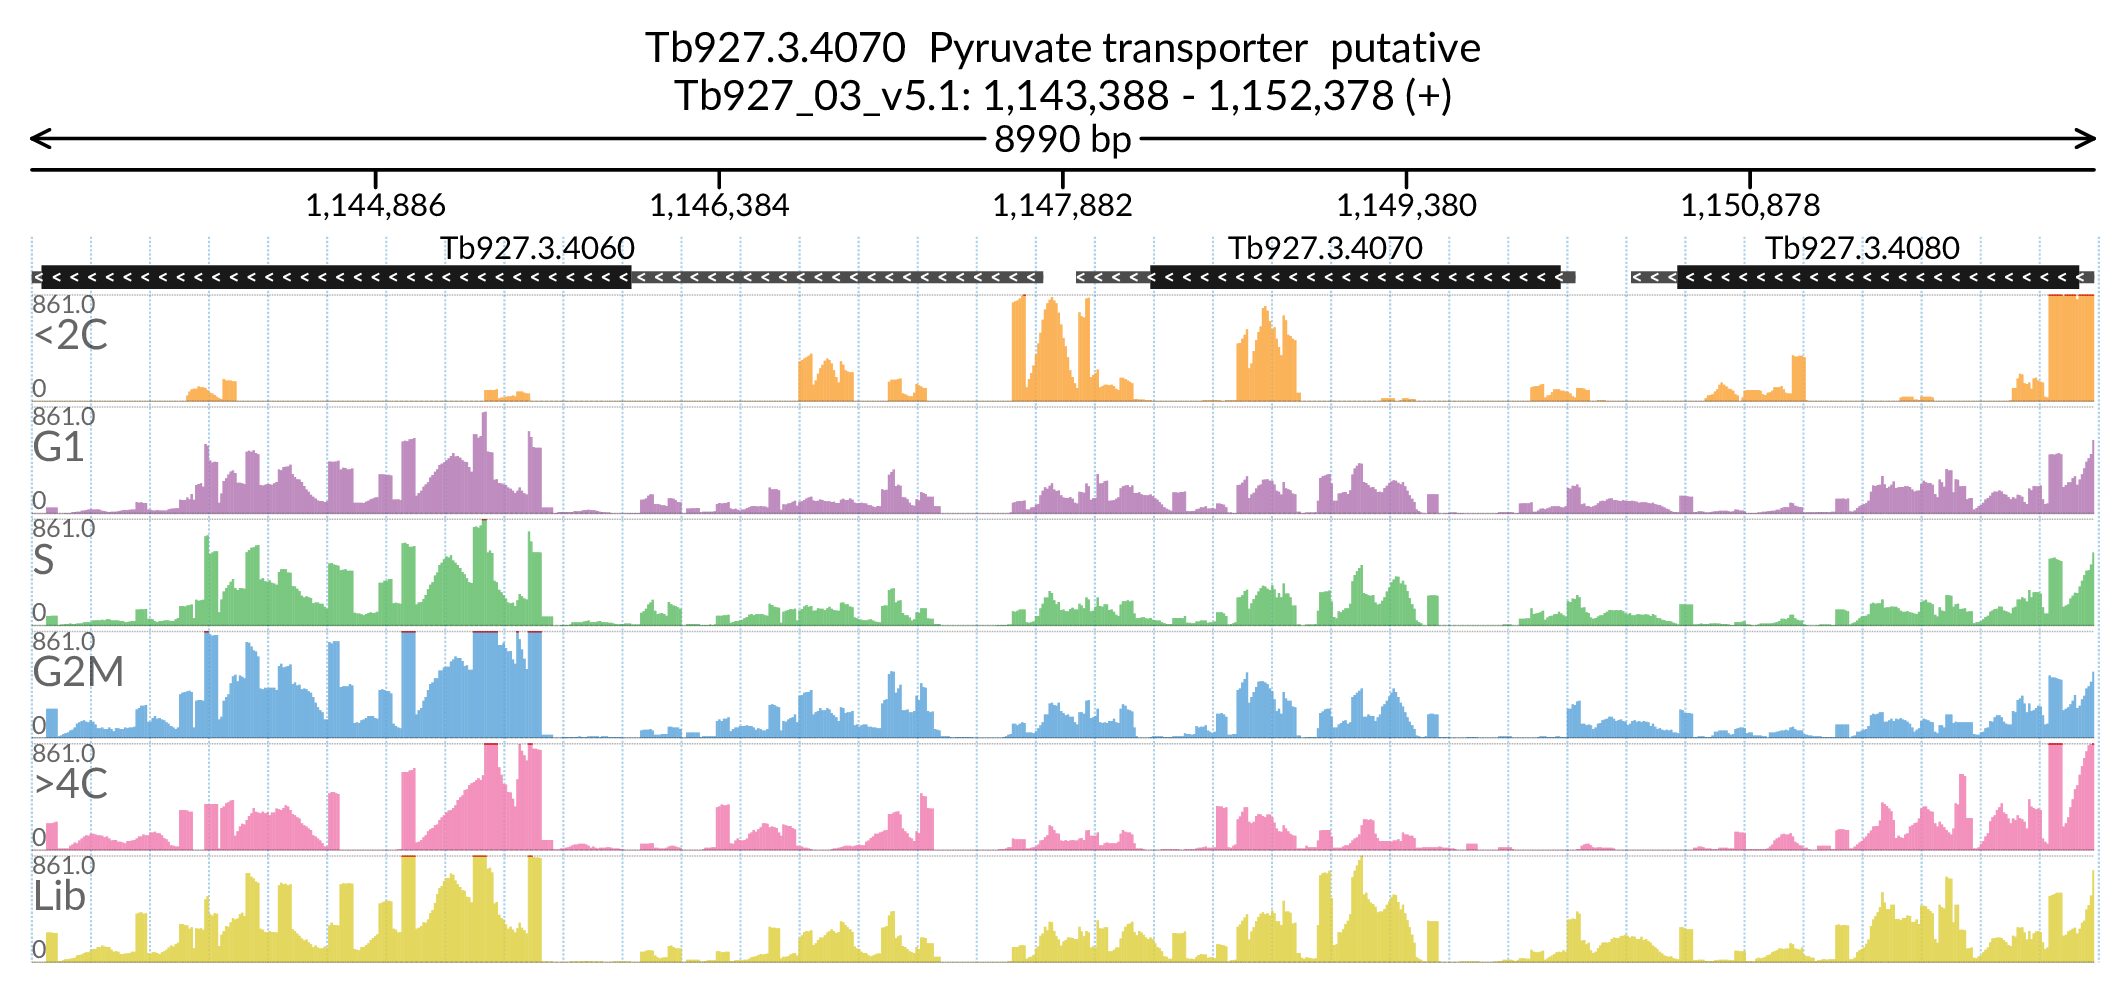 Tb927.3.4070 Pyruvate transporter putative
Tb927_03_v5.1: 1,143,388 - 1,152,378 (+)
8990 bp
1,144,886 1,146,384 1,147,882 1,149,380 1,150,878
Tb927.3.4060 Tb927.3.4070 Tb927.3.4080
861.0
<2C
0
861.0
G1
0
861.0
S
0
861.0
G2M
0
861.0
>4C
0
861.0
Lib
0